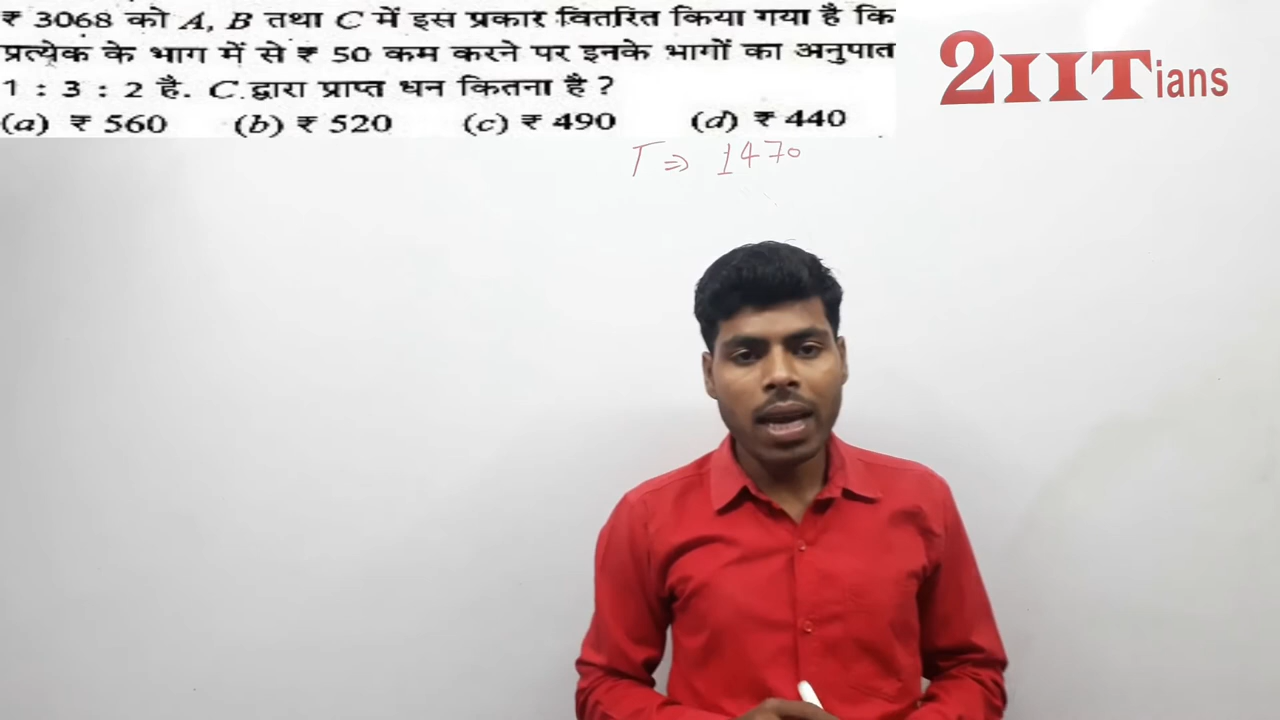 ₹ 3068 को A, B तथा C में इस प्रकार वितरित किया गया है कि
प्रत्येक के भाग में से ₹ 50 कम करने पर इनके भागों का अनुपात
1 : 3 : 2 है. C द्वारा प्राप्त धन कितना है ?
(a) ₹ 560 (b) ₹ 520 (c) ₹ 490 (d) ₹ 440
T ⇒ 1470
2IITians